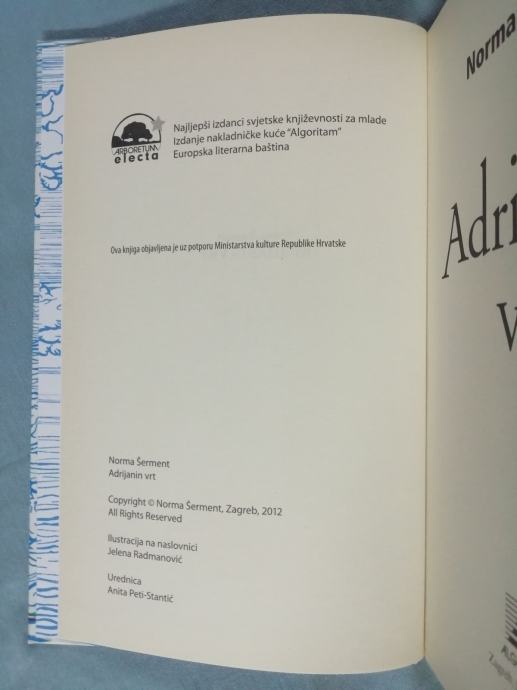 ARBORETUM
electa
Najljepši izdanci svjetske književnosti za mlade
Izdanje nakladničke kuće "Algoritam"
Europska literarna baština
Ova knjiga objavljena je uz potporu Ministarstva kulture Republike Hrvatske
Norma Šerment
Adrijanin vrt
Copyright © Norma Šerment, Zagreb, 2012
All Rights Reserved
Ilustracija na naslovnici
Jelena Radmanović
Urednica
Anita Peti-Stantić
Norma
Adri
v
ALGO
Zagreb